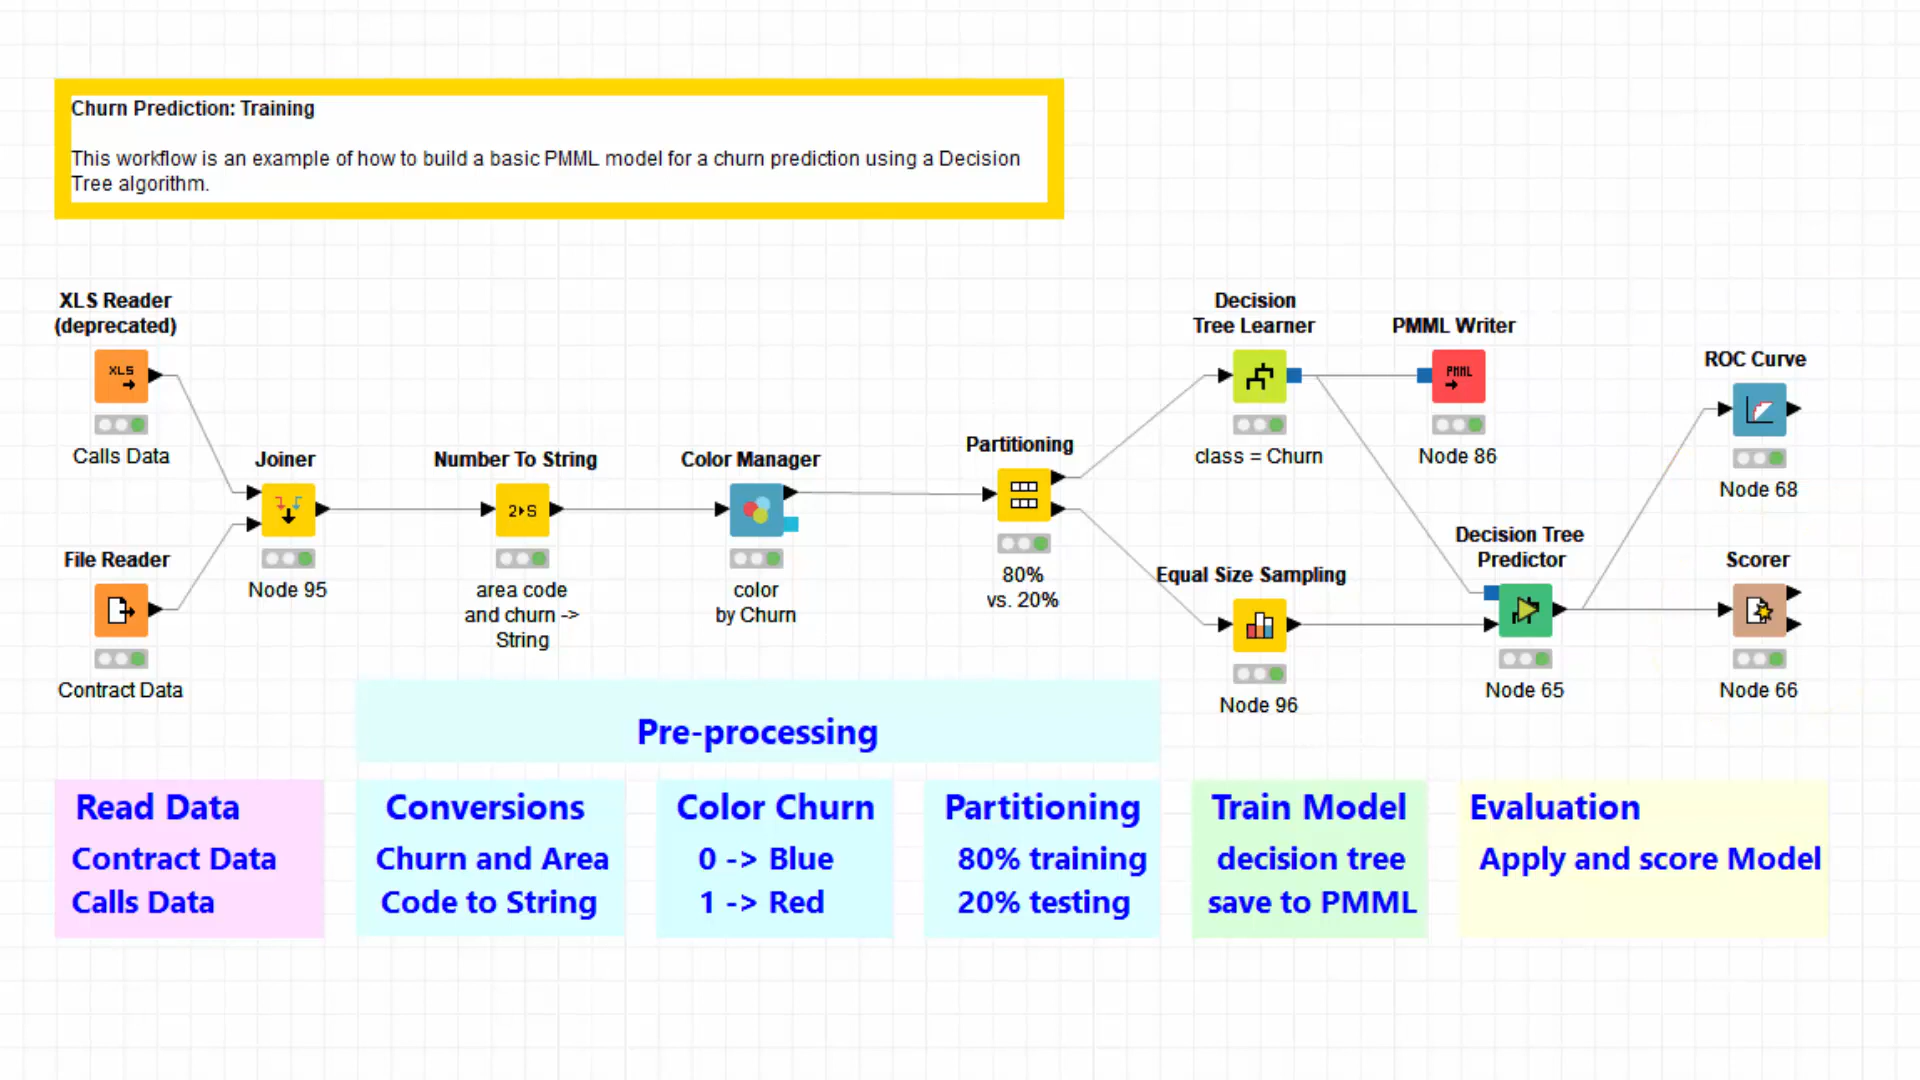 Churn Prediction: Training
This workflow is an example of how to build a basic PMML model for a churn prediction using a Decision
Tree algorithm.
XLS Reader
(deprecated)
XLS
Calls Data
File Reader
Contract Data
Joiner
Node 95
Number To String
2▸S
area code
and churn ->
String
Color Manager
color
by Churn
Partitioning
80%
vs. 20%
Decision
Tree Learner
class = Churn
PMML Writer
PMML
Node 86
Equal Size Sampling
Node 96
Decision Tree
Predictor
Node 65
ROC Curve
Node 68
Scorer
Node 66
Pre-processing
Read Data
Contract Data
Calls Data
Conversions
Churn and Area
Code to String
Color Churn
0 -> Blue
1 -> Red
Partitioning
80% training
20% testing
Train Model
decision tree
save to PMML
Evaluation
Apply and score Model